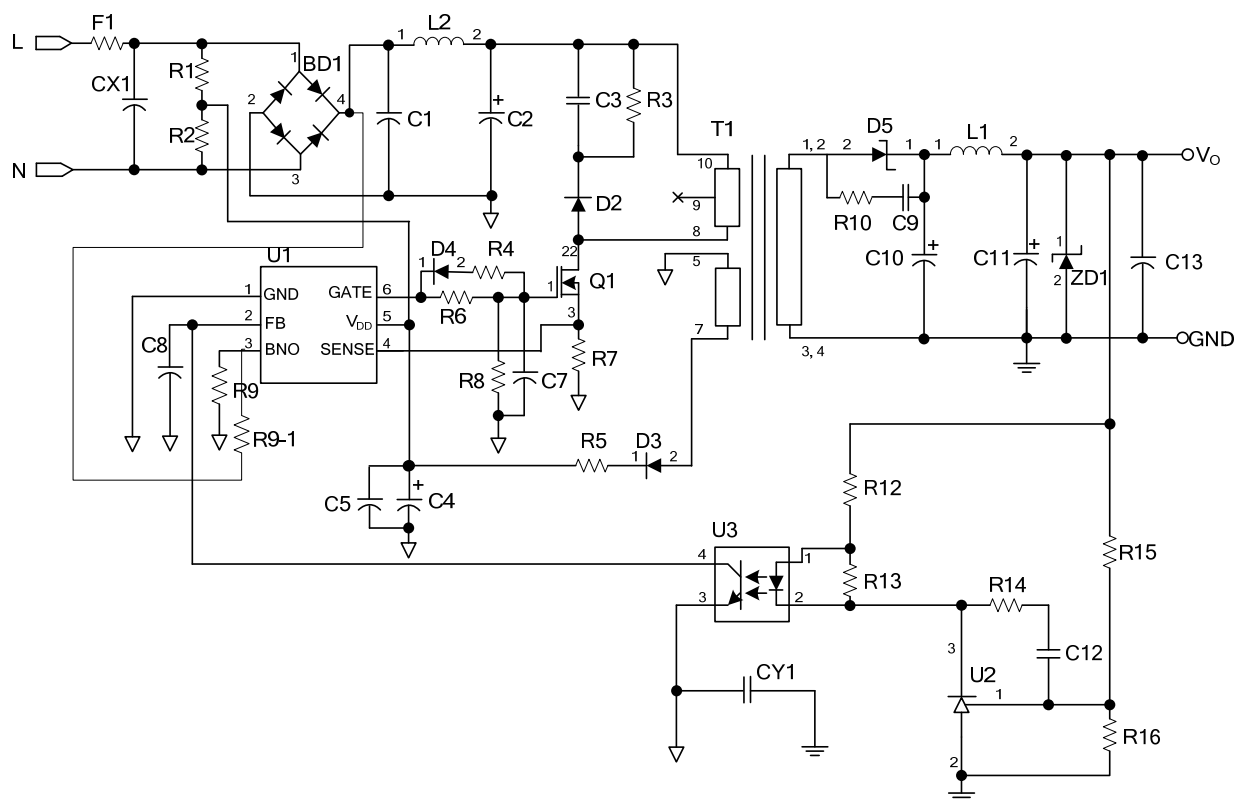 F1
L2
L
1
2
R1
1
BD1
CX1
2
4
C1
C2
C3
R3
R2
T1
1, 2
2
D5
1
1
L1
2
V_O
10
N
3
9
D2
R10
C9
8
U1
D4
R4
22
5
C10
C11
1
ZD1
2
C13
1
2
Q1
1
GND
GATE
6
1
R6
3
2
FB
V_DD
5
7
3, 4
GND
C8
3
BNO
SENSE
4
R7
R9
R8
C7
R9-1
R5
1
D3
2
C5
C4
R12
U3
4
1
R15
R13
R14
3
2
3
C12
CY1
U2
1
R16
2